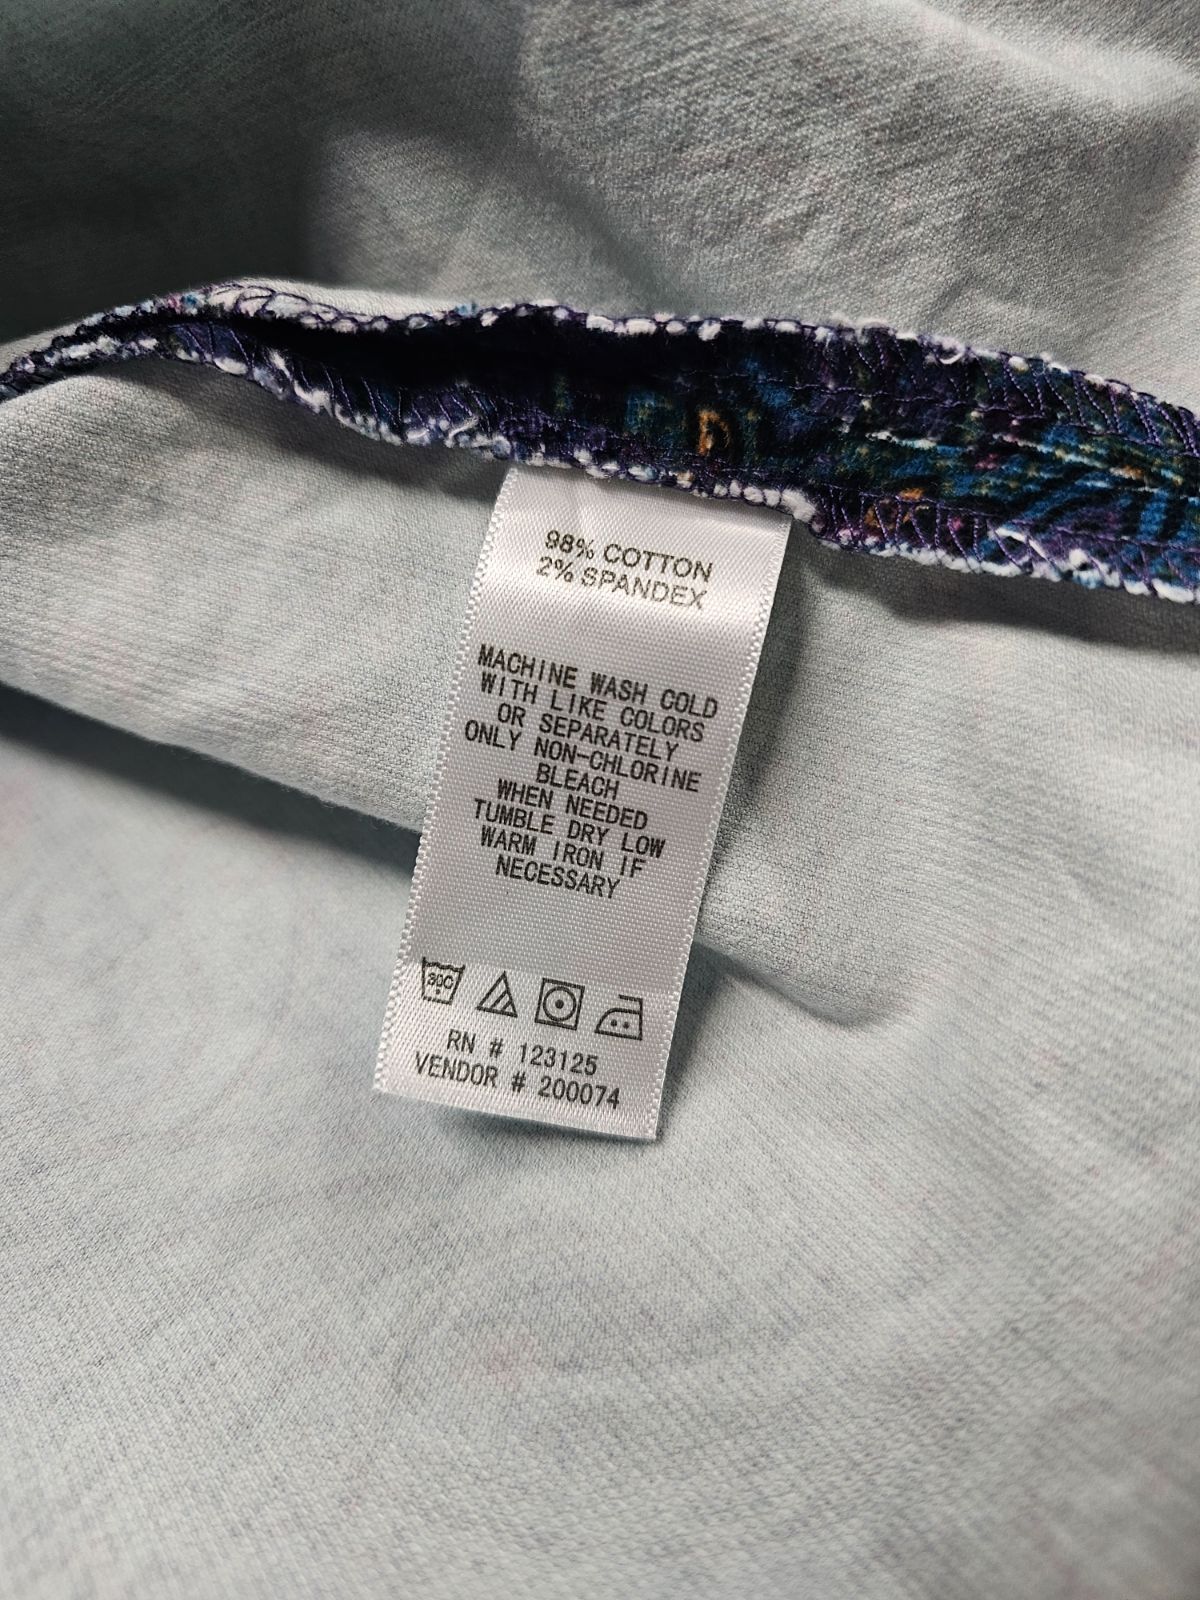 98% COTTON
2% SPANDEX
MACHINE WASH COLD
WITH LIKE COLORS
OR SEPARATELY
ONLY NON-CHLORINE
BLEACH
WHEN NEEDED
TUMBLE DRY LOW
WARM IRON IF
NECESSARY
30C
RN # 123125
VENDOR # 200074